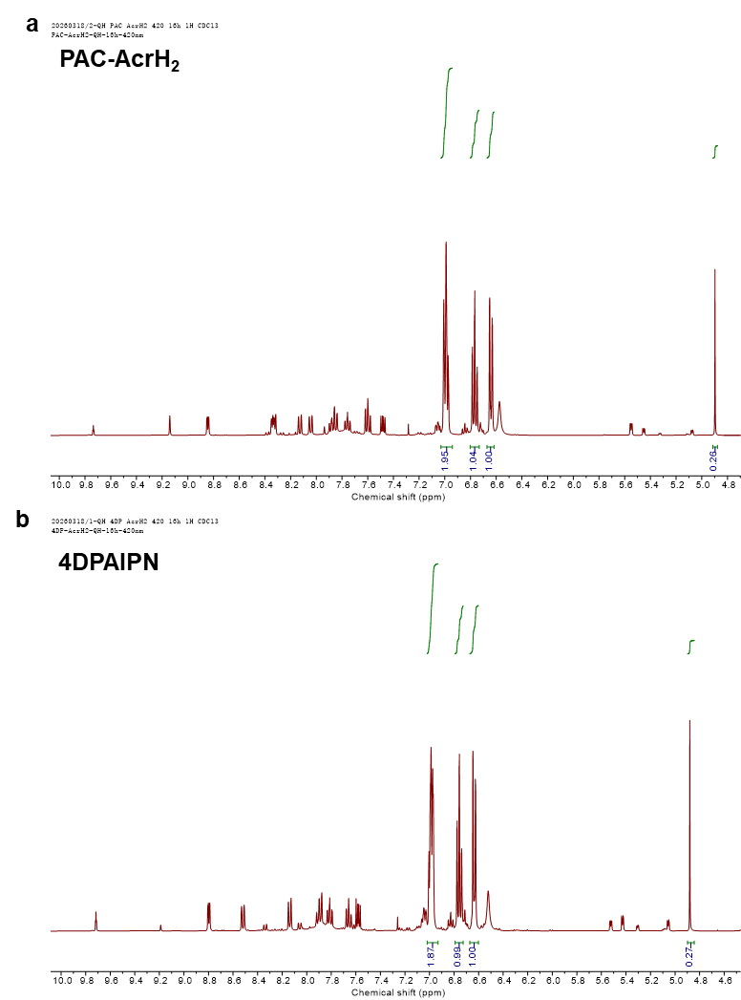 a
20260318/2-QH PAC AcrH2 420 16h 1H CDCl3
PAC-AcrH2-QH-16h-420nm
PAC-AcrH2
1.95
1.04
1.00
0.26
10.0 9.8 9.6 9.4 9.2 9.0 8.8 8.6 8.4 8.2 8.0 7.8 7.6 7.4 7.2 7.0 6.8 6.6 6.4 6.2 6.0 5.8 5.6 5.4 5.2 5.0 4.8
Chemical shift (ppm)
b
20260318/1-QH 4DP AcrH2 420 16h 1H CDCl3
4DP-AcrH2-QH-16h-420nm
4DPAIPN
1.87
0.99
1.00
0.27
10.0 9.8 9.6 9.4 9.2 9.0 8.8 8.6 8.4 8.2 8.0 7.8 7.6 7.4 7.2 7.0 6.8 6.6 6.4 6.2 6.0 5.8 5.6 5.4 5.2 5.0 4.8 4.6
Chemical shift (ppm)